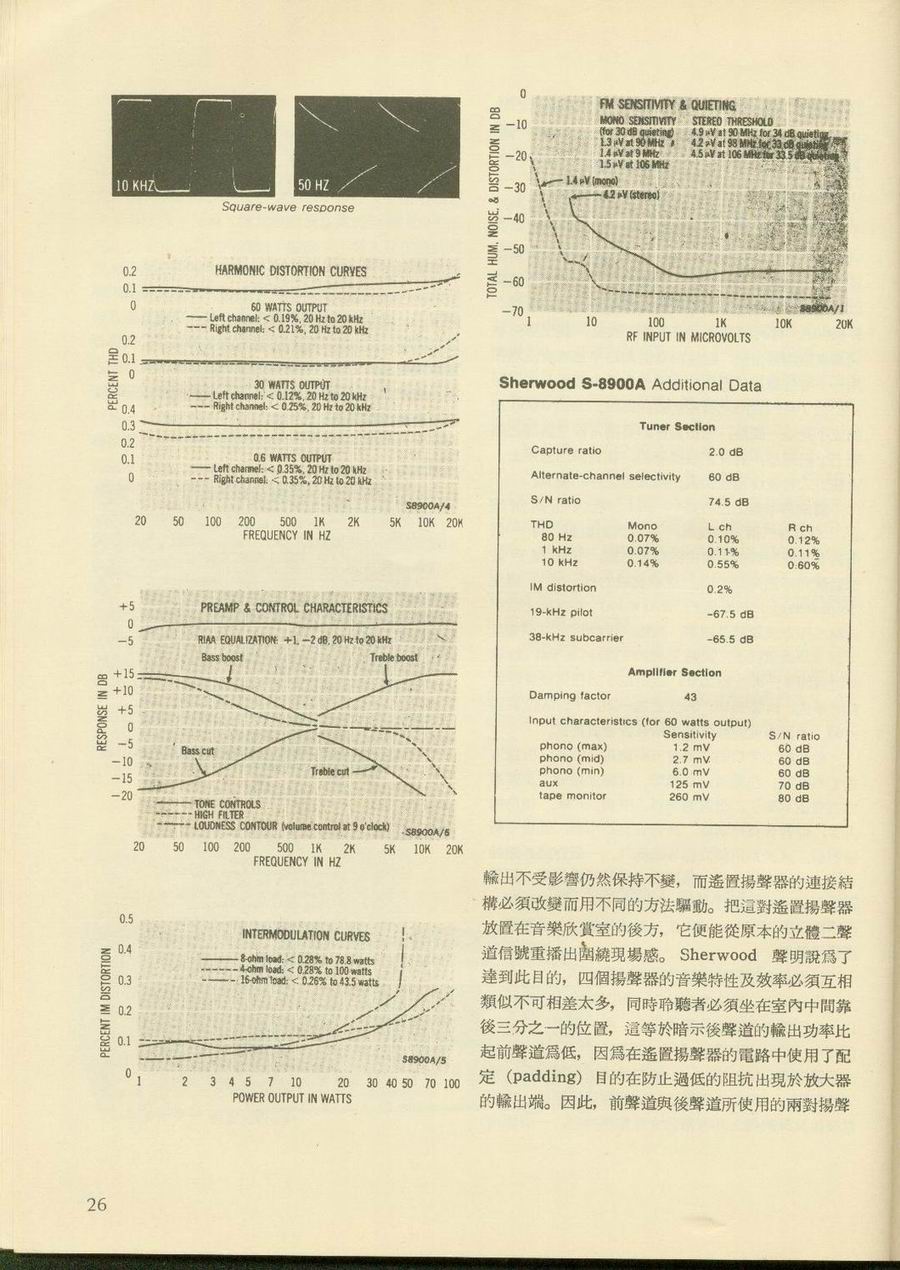 10 KHZ
50 HZ
Square-wave response
HARMONIC DISTORTION CURVES
0.2
0.1
0
60 WATTS OUTPUT
Left channel: < 0.19%, 20 Hz to 20 kHz
Right channel: < 0.21%, 20 Hz to 20 kHz
PERCENT THD
0.2
0.1
0
30 WATTS OUTPUT
Left channel: < 0.12%, 20 Hz to 20 kHz
Right channel: < 0.25%, 20 Hz to 20 kHz
0.4
0.3
0.2
0.1
0
0.6 WATTS OUTPUT
Left channel: < 0.35%, 20 Hz to 20 kHz
Right channel: < 0.35%, 20 Hz to 20 kHz
S8900A/4
20 50 100 200 500 1K 2K 5K 10K 20K
FREQUENCY IN HZ
PREAMP & CONTROL CHARACTERISTICS
+5
0
−5
RIAA EQUALIZATION: +1, −2 dB, 20 Hz to 20 kHz
Bass boost
Treble boost
RESPONSE IN DB
+15
+10
+5
0
−5
−10
−15
−20
Bass cut
Treble cut
TONE CONTROLS
HIGH FILTER
LOUDNESS CONTOUR (volume control at 9 o'clock)
S8900A/6
20 50 100 200 500 1K 2K 5K 10K 20K
FREQUENCY IN HZ
INTERMODULATION CURVES
0.5
0.4
0.3
0.2
0.1
0
PERCENT IM DISTORTION
8-ohm load: < 0.28% to 78.8 watts
4-ohm load: < 0.28% to 100 watts
16-ohm load: < 0.26% to 43.5 watts
S8900A/5
1 2 3 4 5 7 10 20 30 40 50 70 100
POWER OUTPUT IN WATTS
FM SENSITIVITY & QUIETING
MONO SENSITIVITY STEREO THRESHOLD
(for 30 dB quieting) 4.9 μV at 90 MHz for 34 dB quieting
1.3 μV at 90 MHz 4.2 μV at 98 MHz for 33 dB quieting
1.4 μV at 9 MHz 4.5 μV at 106 MHz for 33.5 dB quieting
1.5 μV at 106 MHz
1.4 μV (mono)
4.2 μV (stereo)
TOTAL HUM, NOISE, & DISTORTION IN DB
0
−10
−20
−30
−40
−50
−60
−70
S8900A/1
1 10 100 1K 10K 20K
RF INPUT IN MICROVOLTS
Sherwood S-8900A Additional Data
Tuner Section
Capture ratio 2.0 dB
Alternate-channel selectivity 60 dB
S/N ratio 74.5 dB
THD Mono L ch R ch
80 Hz 0.07% 0.10% 0.12%
1 kHz 0.07% 0.11% 0.11%
10 kHz 0.14% 0.55% 0.60%
IM distortion 0.2%
19-kHz pilot −67.5 dB
38-kHz subcarrier −65.5 dB
Amplifier Section
Damping factor 43
Input characteristics (for 60 watts output)
Sensitivity S/N ratio
phono (max) 1.2 mV 60 dB
phono (mid) 2.7 mV 60 dB
phono (min) 6.0 mV 60 dB
aux 125 mV 70 dB
tape monitor 260 mV 80 dB
輸出不受影響仍然保持不變，而遙置揚聲器的連接結
構必須改變而用不同的方法驅動。把這對遙置揚聲器
放置在音樂欣賞室的後方，它便能從原本的立體二聲
道信號重播出圍繞現場感。Sherwood 聲明說爲了
達到此目的，四個揚聲器的音樂特性及效率必須互相
類似不可相差太多，同時聆聽者必須坐在室內中間靠
後三分之一的位置，這等於暗示後聲道的輸出功率比
起前聲道爲低，因爲在遙置揚聲器的電路中使用了配
定（padding）目的在防止過低的阻抗出現於放大器
的輸出端。因此，前聲道與後聲道所使用的兩對揚聲
26